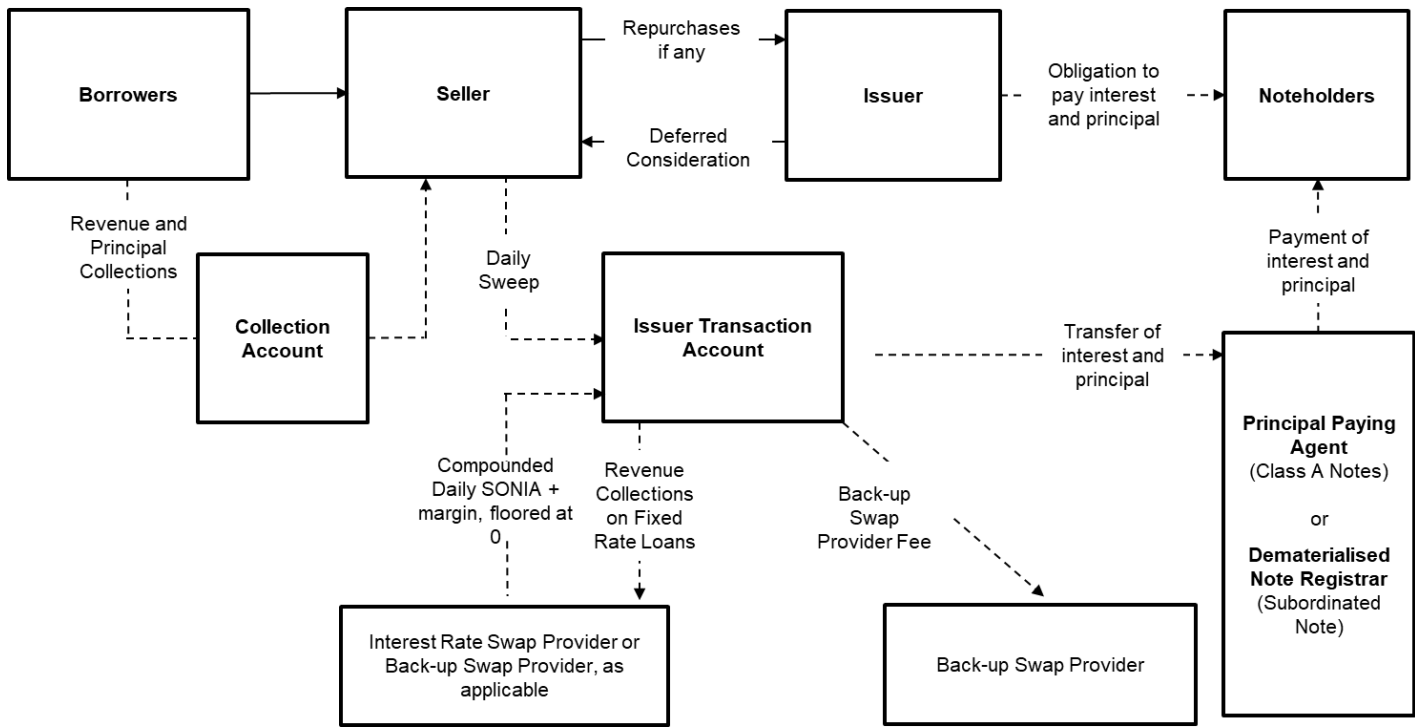 Borrowers
Seller
Repurchases
if any
Deferred
Consideration
Issuer
Obligation to
pay interest
and principal
Noteholders
Revenue and
Principal
Collections
Collection
Account
Daily
Sweep
Issuer Transaction
Account
Transfer of
interest and
principal
Payment of
interest and
principal
Principal Paying
Agent
(Class A Notes)
or
Dematerialised
Note Registrar
(Subordinated
Note)
Compounded
Daily SONIA +
margin, floored at
0
Revenue
Collections
on Fixed
Rate Loans
Back-up
Swap
Provider Fee
Interest Rate Swap Provider or
Back-up Swap Provider, as
applicable
Back-up Swap Provider